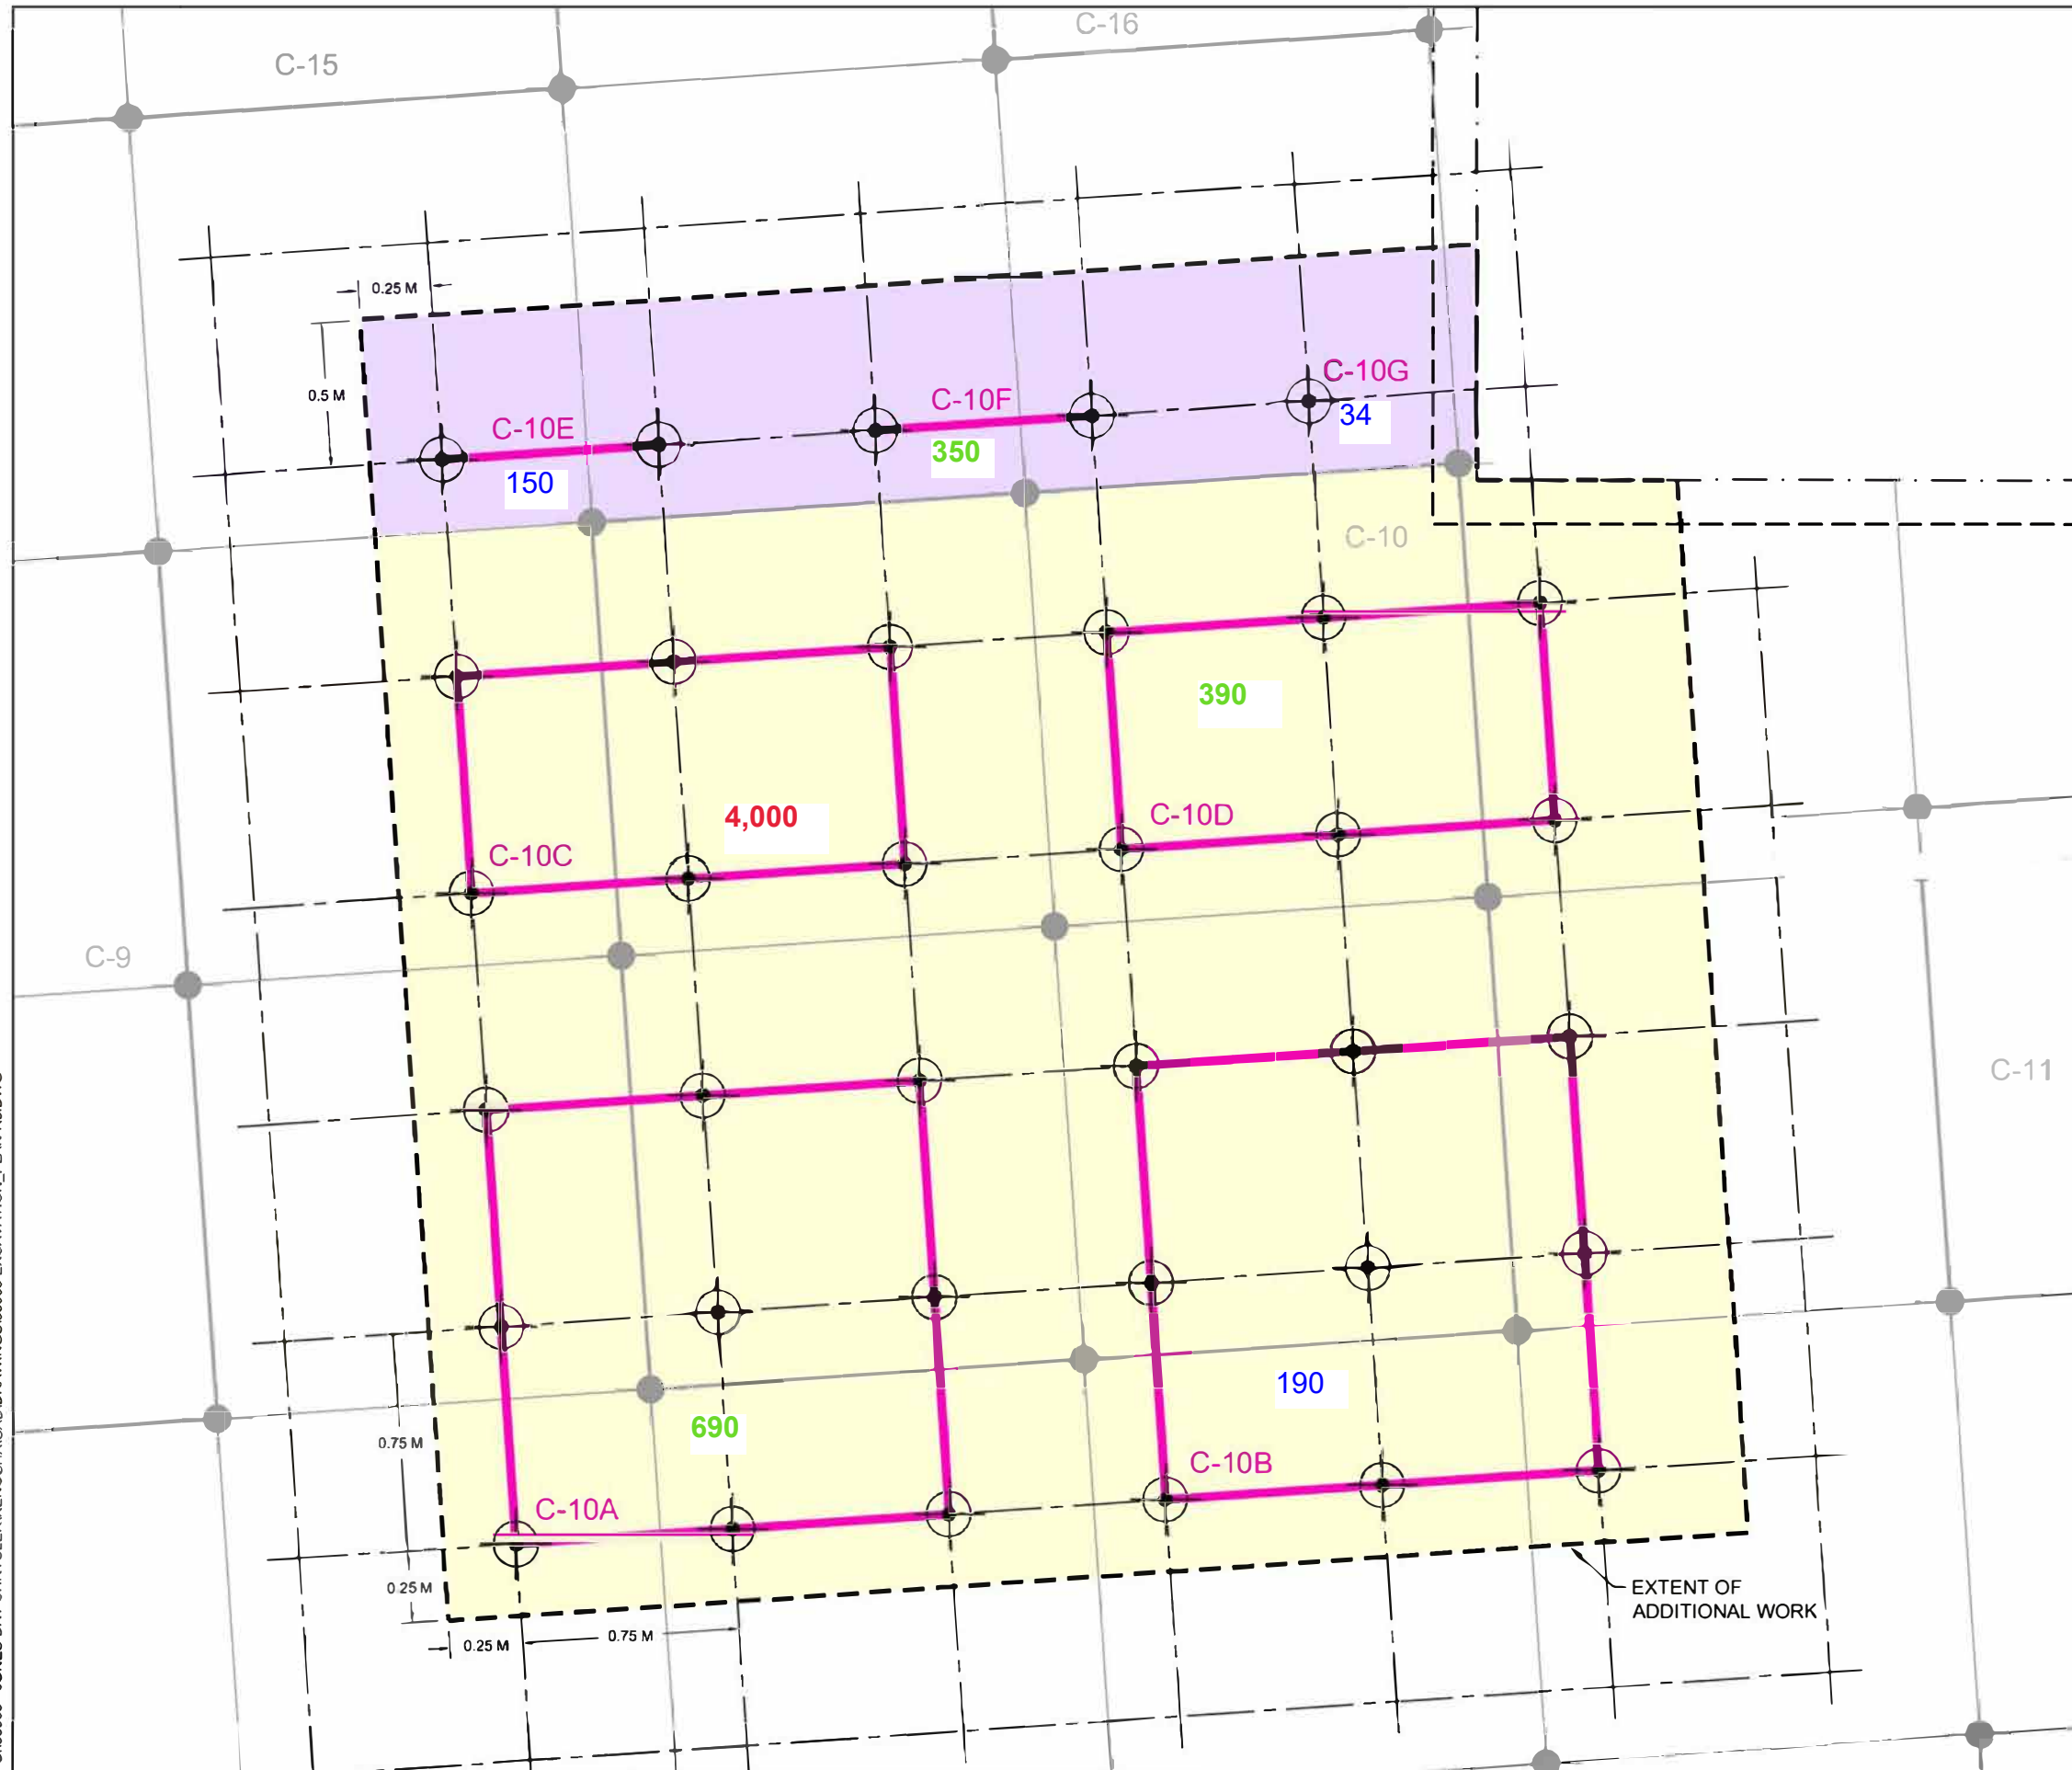 C-16
C-15
0.25 M
C-10G
0.5 M
C-10F
34
C-10E
350
150
C-10
390
4,000
C-10D
C-10C
C-9
C-11
190
690
0.75 M
C-10B
C-10A
0.25 M
EXTENT OF
ADDITIONAL WORK
0.25 M
0.75 M